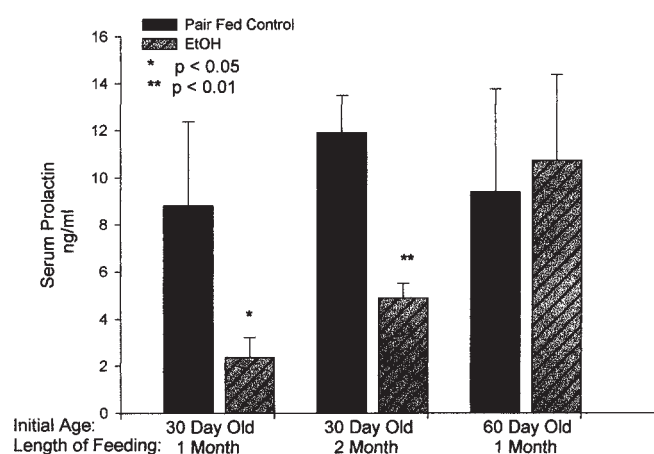 Pair Fed Control
EtOH
* p < 0.05
** p < 0.01
16
14
12
10
8
6
4
2
0
Serum Prolactin
ng/ml
*
**
Initial Age: 30 Day Old 30 Day Old 60 Day Old
Length of Feeding: 1 Month 2 Month 1 Month